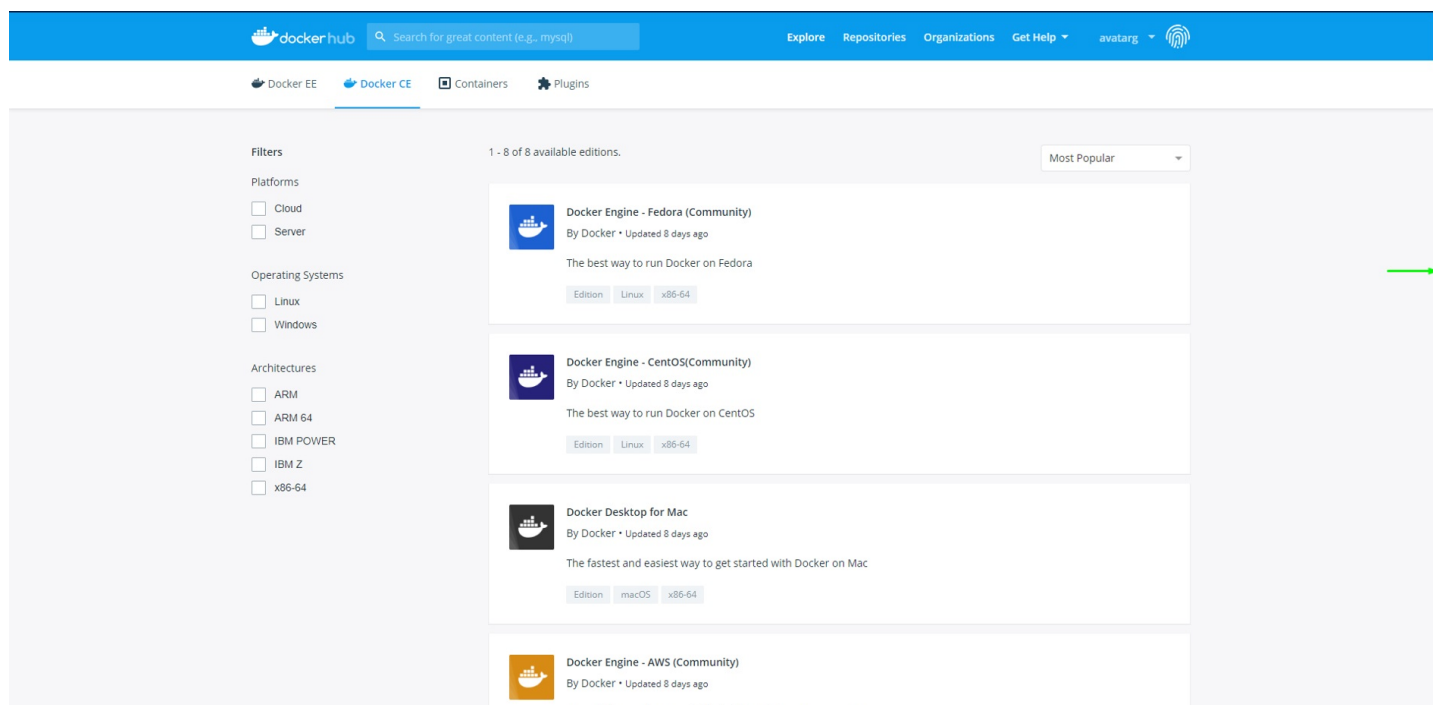 docker hub Search for great content (e.g., mysql) Explore Repositories Organizations Get Help avatarg
Docker EE Docker CE Containers Plugins
Filters
Platforms
Cloud
Server
Operating Systems
Linux
Windows
Architectures
ARM
ARM 64
IBM POWER
IBM Z
x86-64
1 - 8 of 8 available editions.
Most Popular
Docker Engine - Fedora (Community)
By Docker • Updated 8 days ago
The best way to run Docker on Fedora
Edition Linux x86-64
Docker Engine - CentOS(Community)
By Docker • Updated 8 days ago
The best way to run Docker on CentOS
Edition Linux x86-64
Docker Desktop for Mac
By Docker • Updated 8 days ago
The fastest and easiest way to get started with Docker on Mac
Edition macOS x86-64
Docker Engine - AWS (Community)
By Docker • Updated 8 days ago